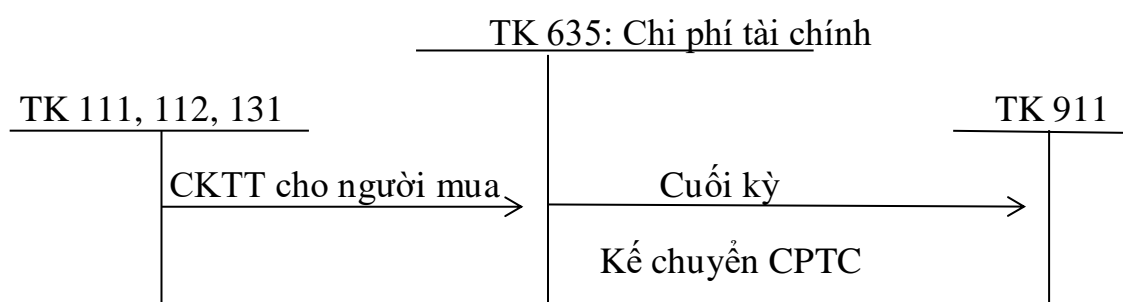 TK 635: Chi phí tài chính
TK 111, 112, 131
TK 911
CKTT cho người mua
Cuối kỳ
Kế chuyển CPTC